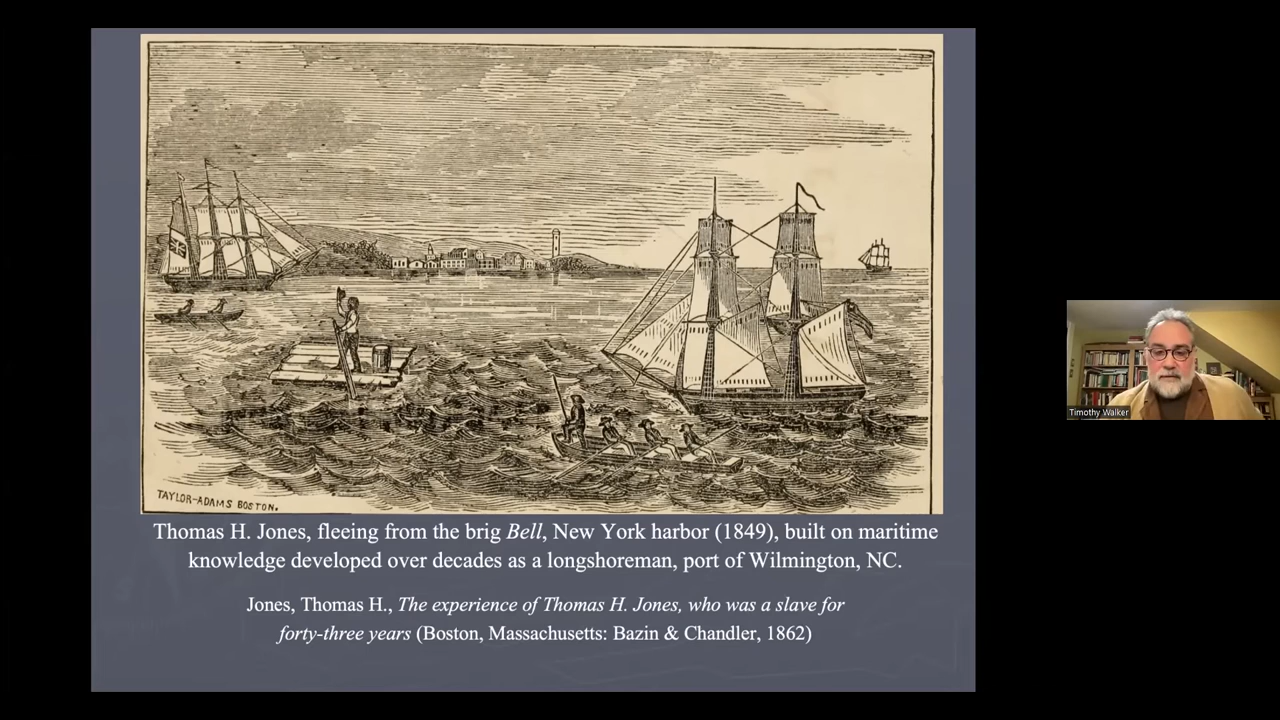 TAYLOR-ADAMS BOSTON.
Thomas H. Jones, fleeing from the brig Bell, New York harbor (1849), built on maritime
knowledge developed over decades as a longshoreman, port of Wilmington, NC.
Jones, Thomas H., The experience of Thomas H. Jones, who was a slave for
forty-three years (Boston, Massachusetts: Bazin & Chandler, 1862)
Timothy Walker